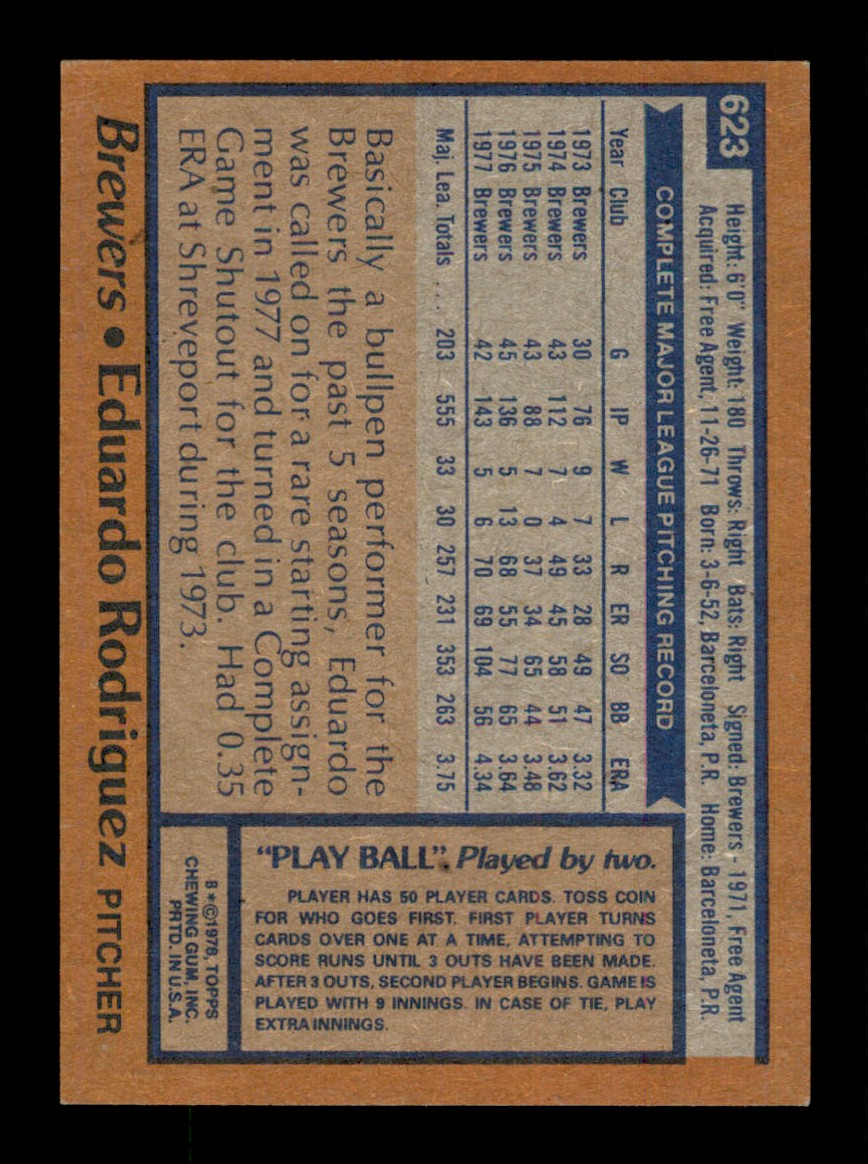 623
Height: 6'0" Weight: 180 Throws: Right Bats: Right Signed: Brewers - 1971, Free Agent
Acquired: Free Agent, 11-26-71 Born: 3-6-52, Barceloneta, P.R. Home: Barceloneta, P.R.
COMPLETE MAJOR LEAGUE PITCHING RECORD
Year Club G IP W L R ER SO BB ERA
1973 Brewers 30 76 9 7 33 28 49 47 3.32
1974 Brewers 43 112 7 4 49 45 58 51 3.62
1975 Brewers 43 88 7 0 37 34 65 44 3.48
1976 Brewers 45 136 5 13 68 55 77 65 3.64
1977 Brewers 42 143 5 6 70 69 104 56 4.34
Maj. Lea. Totals . . . 203 555 33 30 257 231 353 263 3.75
Basically a bullpen performer for the
Brewers the past 5 seasons, Eduardo
was called on for a rare starting assign-
ment in 1977 and turned in a Complete
Game Shutout for the club. Had 0.35
ERA at Shreveport during 1973.
"PLAY BALL". Played by two.
PLAYER HAS 50 PLAYER CARDS. TOSS COIN
FOR WHO GOES FIRST. FIRST PLAYER TURNS
CARDS OVER ONE AT A TIME, ATTEMPTING TO
SCORE RUNS UNTIL 3 OUTS HAVE BEEN MADE.
AFTER 3 OUTS, SECOND PLAYER BEGINS. GAME IS
PLAYED WITH 9 INNINGS. IN CASE OF TIE, PLAY
EXTRA INNINGS.
B*©1978, TOPPS
CHEWING GUM, INC.
PRTD. IN U.S.A.
Brewers • Eduardo Rodriguez PITCHER